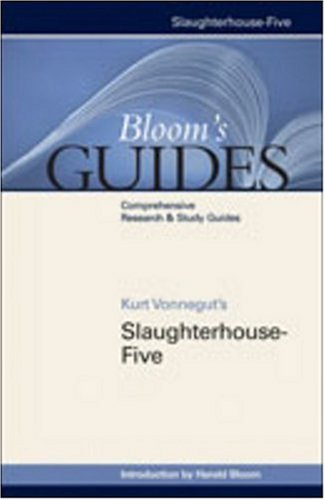 Slaughterhouse-Five
Bloom's
GUIDES
Comprehensive
Research & Study Guides
Kurt Vonnegut's
Slaughterhouse-
Five
Introduction by Harold Bloom